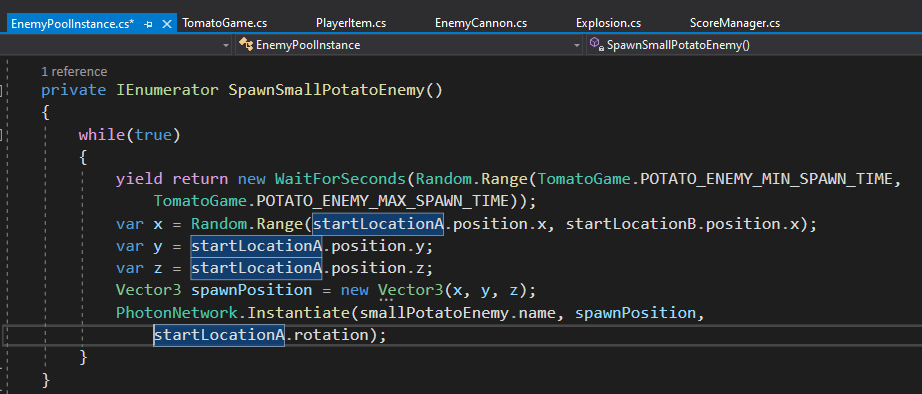 EnemyPoolInstance.cs* TomatoGame.cs PlayerItem.cs EnemyCannon.cs Explosion.cs ScoreManager.cs
EnemyPoolInstance SpawnSmallPotatoEnemy()
1 reference
private IEnumerator SpawnSmallPotatoEnemy()
{
while(true)
{
yield return new WaitForSeconds(Random.Range(TomatoGame.POTATO_ENEMY_MIN_SPAWN_TIME,
TomatoGame.POTATO_ENEMY_MAX_SPAWN_TIME));
var x = Random.Range(startLocationA.position.x, startLocationB.position.x);
var y = startLocationA.position.y;
var z = startLocationA.position.z;
Vector3 spawnPosition = new Vector3(x, y, z);
PhotonNetwork.Instantiate(smallPotatoEnemy.name, spawnPosition,
startLocationA.rotation);
}
}